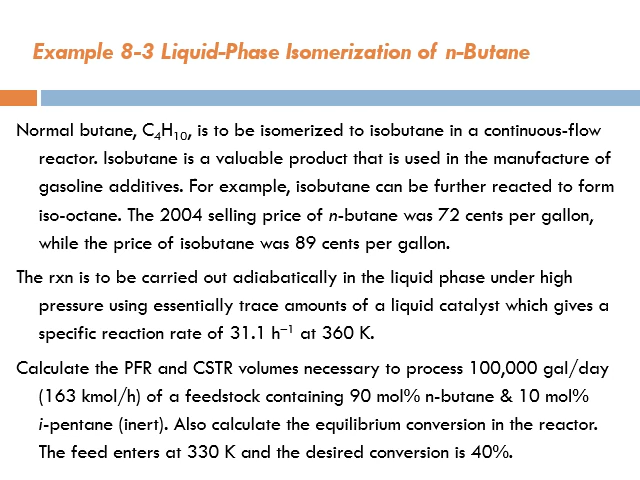 Example 8-3 Liquid-Phase Isomerization of n-Butane
Normal butane, C₄H₁₀, is to be isomerized to isobutane in a continuous-flow
reactor. Isobutane is a valuable product that is used in the manufacture of
gasoline additives. For example, isobutane can be further reacted to form
iso-octane. The 2004 selling price of n-butane was 72 cents per gallon,
while the price of isobutane was 89 cents per gallon.
The rxn is to be carried out adiabatically in the liquid phase under high
pressure using essentially trace amounts of a liquid catalyst which gives a
specific reaction rate of 31.1 h⁻¹ at 360 K.
Calculate the PFR and CSTR volumes necessary to process 100,000 gal/day
(163 kmol/h) of a feedstock containing 90 mol% n-butane & 10 mol%
i-pentane (inert). Also calculate the equilibrium conversion in the reactor.
The feed enters at 330 K and the desired conversion is 40%.